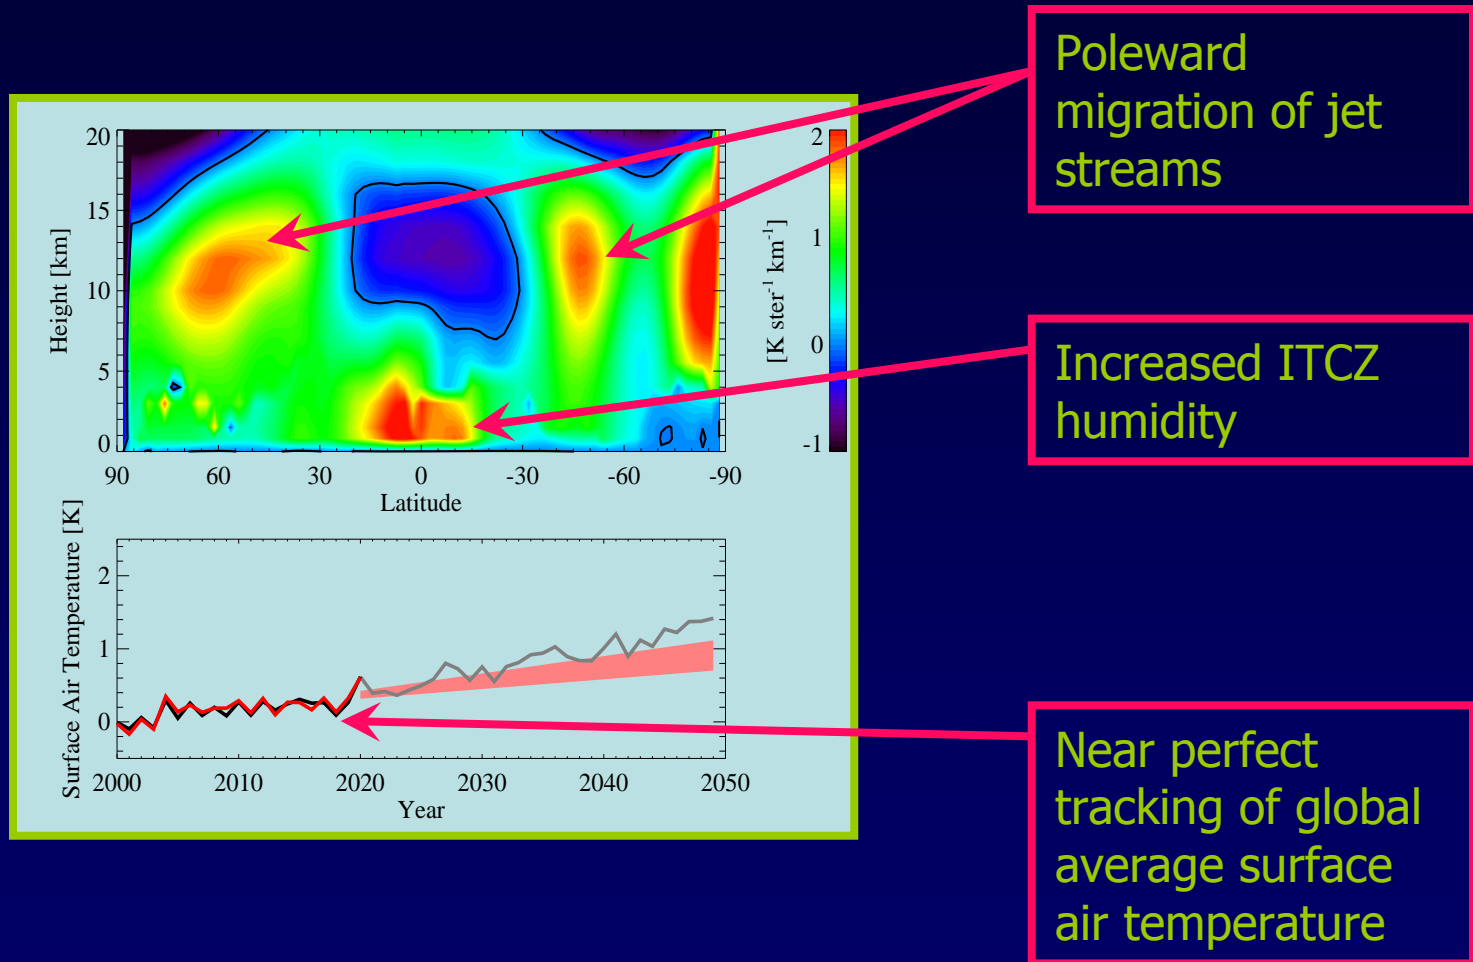 Poleward
migration of jet
streams
20
15
10
5
0
Height [km]
90 60 30 0 -30 -60 -90
Latitude
2
1
0
-1
[K ster-1 km-1]
Increased ITCZ
humidity
2
1
0
Surface Air Temperature [K]
2000 2010 2020 2030 2040 2050
Year
Near perfect
tracking of global
average surface
air temperature